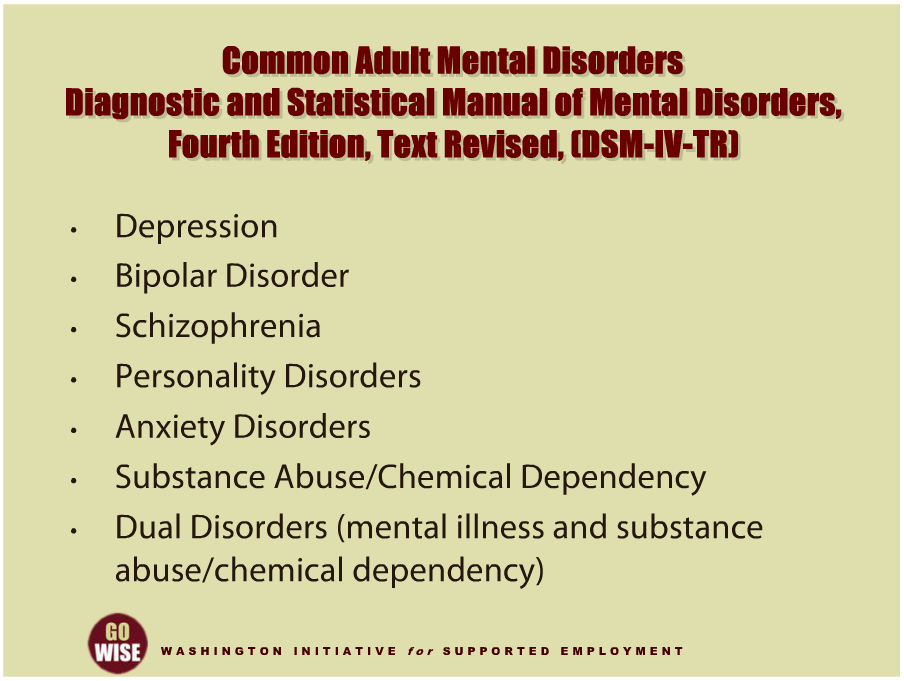 Common Adult Mental Disorders
Diagnostic and Statistical Manual of Mental Disorders,
Fourth Edition, Text Revised, (DSM-IV-TR)
• Depression
• Bipolar Disorder
• Schizophrenia
• Personality Disorders
• Anxiety Disorders
• Substance Abuse/Chemical Dependency
• Dual Disorders (mental illness and substance
abuse/chemical dependency)
GO
WISE
WASHINGTON INITIATIVE for SUPPORTED EMPLOYMENT